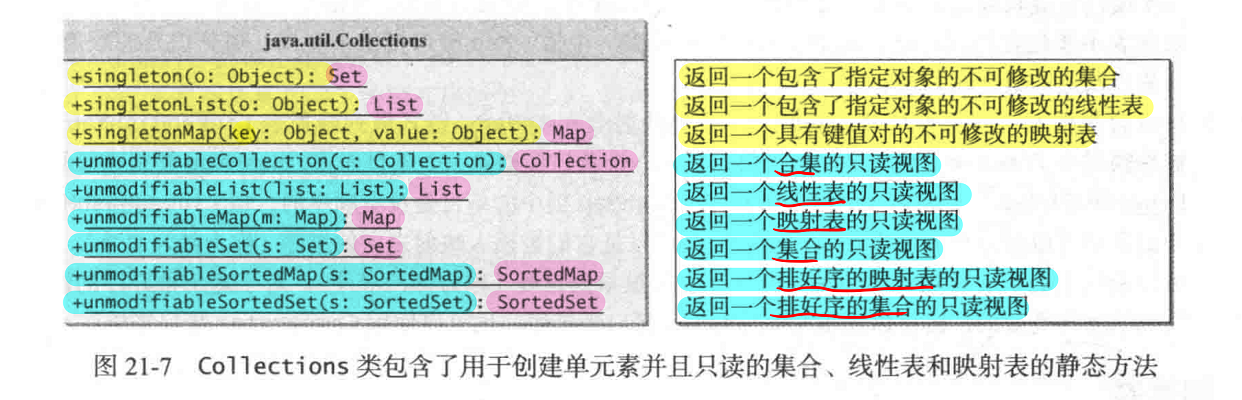 java.util.Collections
+singleton(o: Object): Set
返回一个包含了指定对象的不可修改的集合
+singletonList(o: Object): List
返回一个包含了指定对象的不可修改的线性表
+singletonMap(key: Object, value: Object): Map
返回一个具有键值对的不可修改的映射表
+unmodifiableCollection(c: Collection): Collection
返回一个合集的只读视图
+unmodifiableList(list: List): List
返回一个线性表的只读视图
+unmodifiableMap(m: Map): Map
返回一个映射表的只读视图
+unmodifiableSet(s: Set): Set
返回一个集合的只读视图
+unmodifiableSortedMap(s: SortedMap): SortedMap
返回一个排好序的映射表的只读视图
+unmodifiableSortedSet(s: SortedSet): SortedSet
返回一个排好序的集合的只读视图
图 21-7 Collections 类包含了用于创建单元素并且只读的集合、线性表和映射表的静态方法